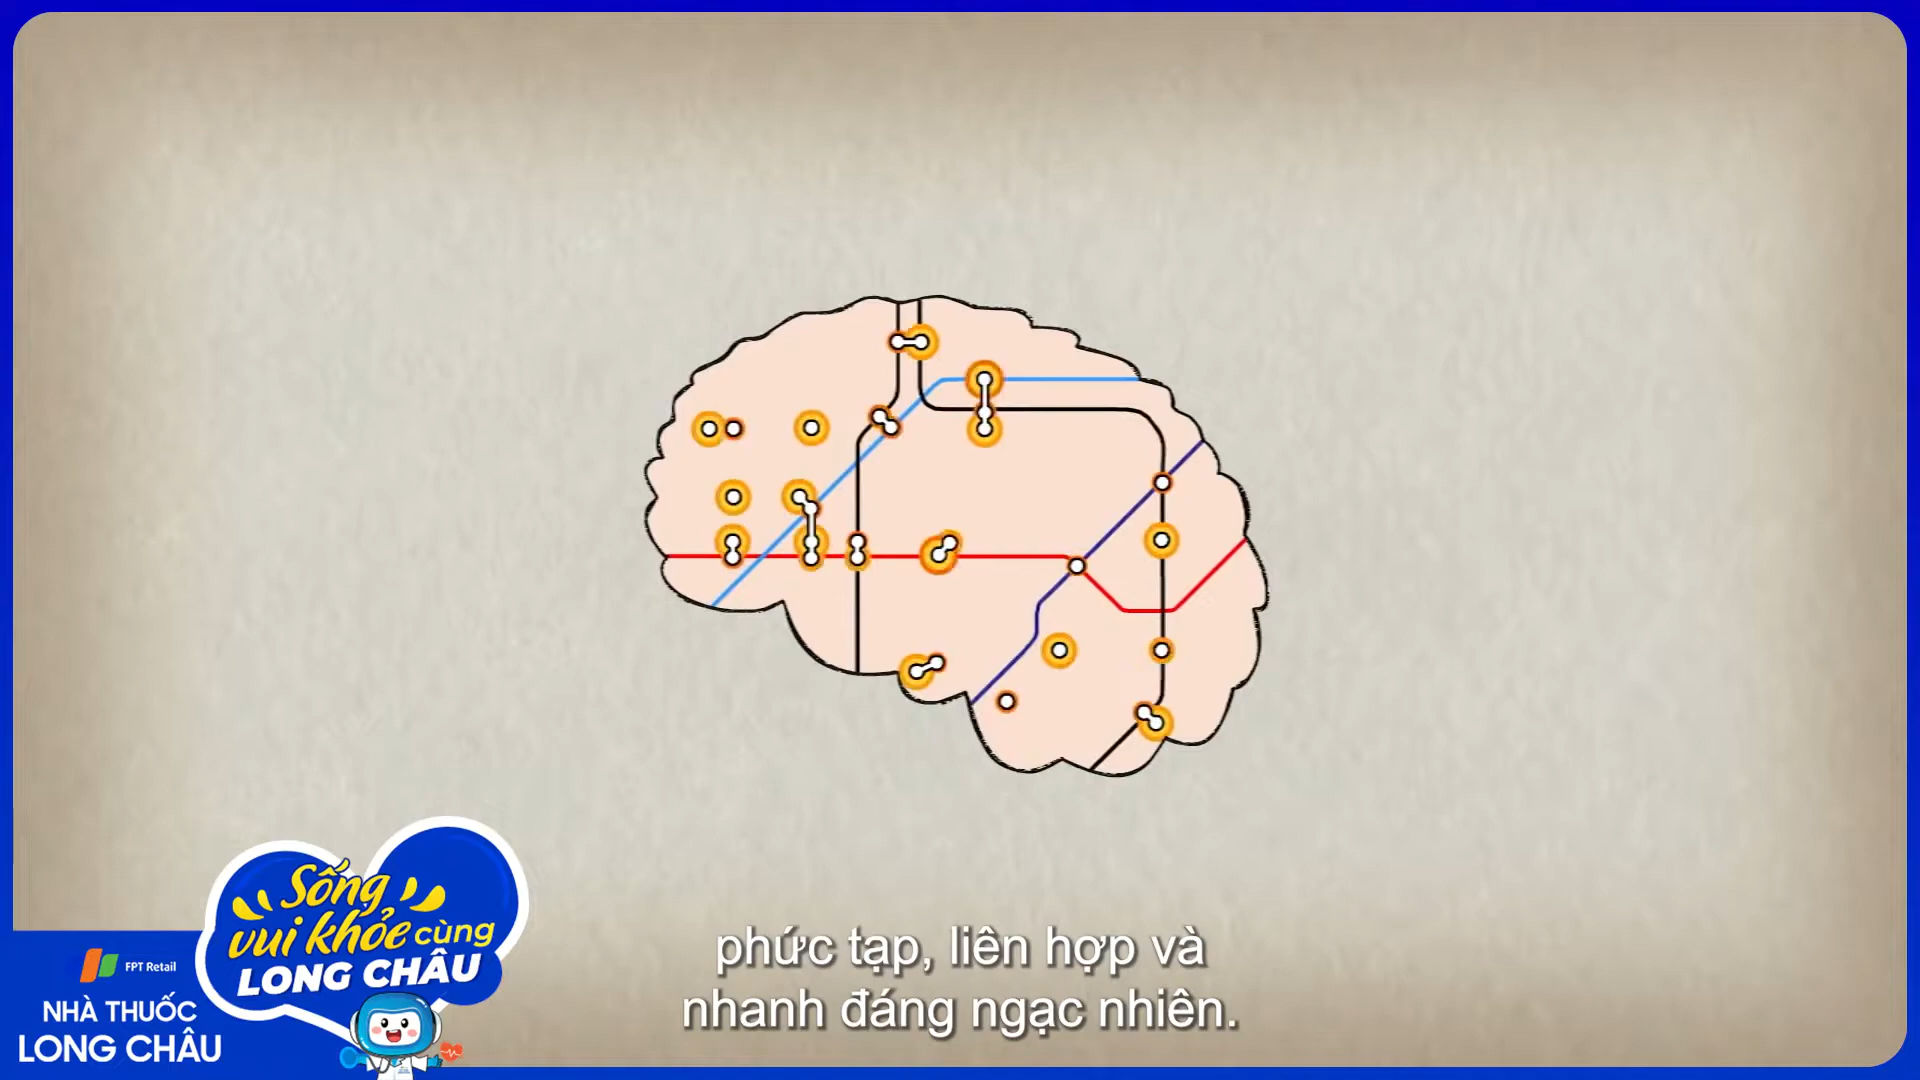 Sống
vui khỏe cùng
LONG CHÂU
FPT Retail
NHÀ THUỐC
LONG CHÂU
phức tạp, liên hợp và
nhanh đáng ngạc nhiên.